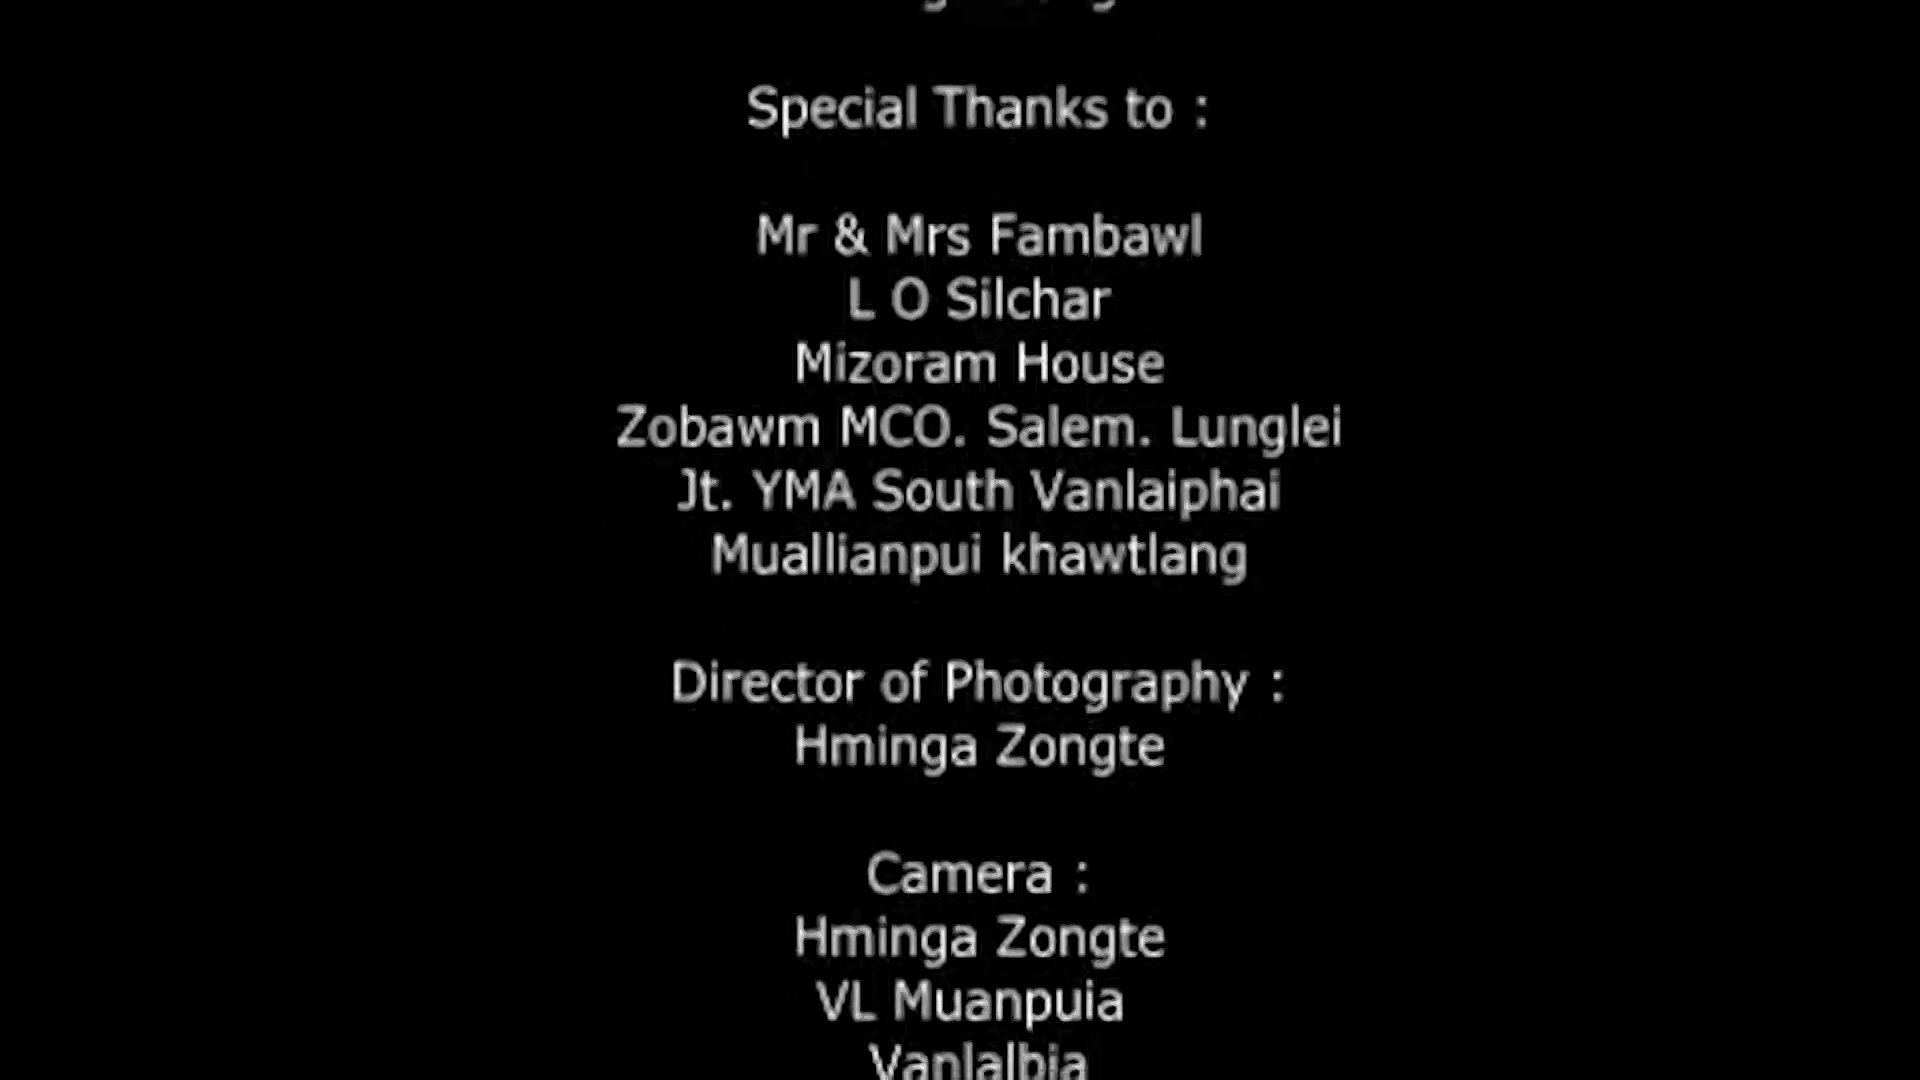 Special Thanks to :
Mr & Mrs Fambawl
L O Silchar
Mizoram House
Zobawm MCO. Salem. Lunglei
Jt. YMA South Vanlaiphai
Muallianpui khawtlang
Director of Photography :
Hminga Zongte
Camera :
Hminga Zongte
VL Muanpuia
Vanlalbia